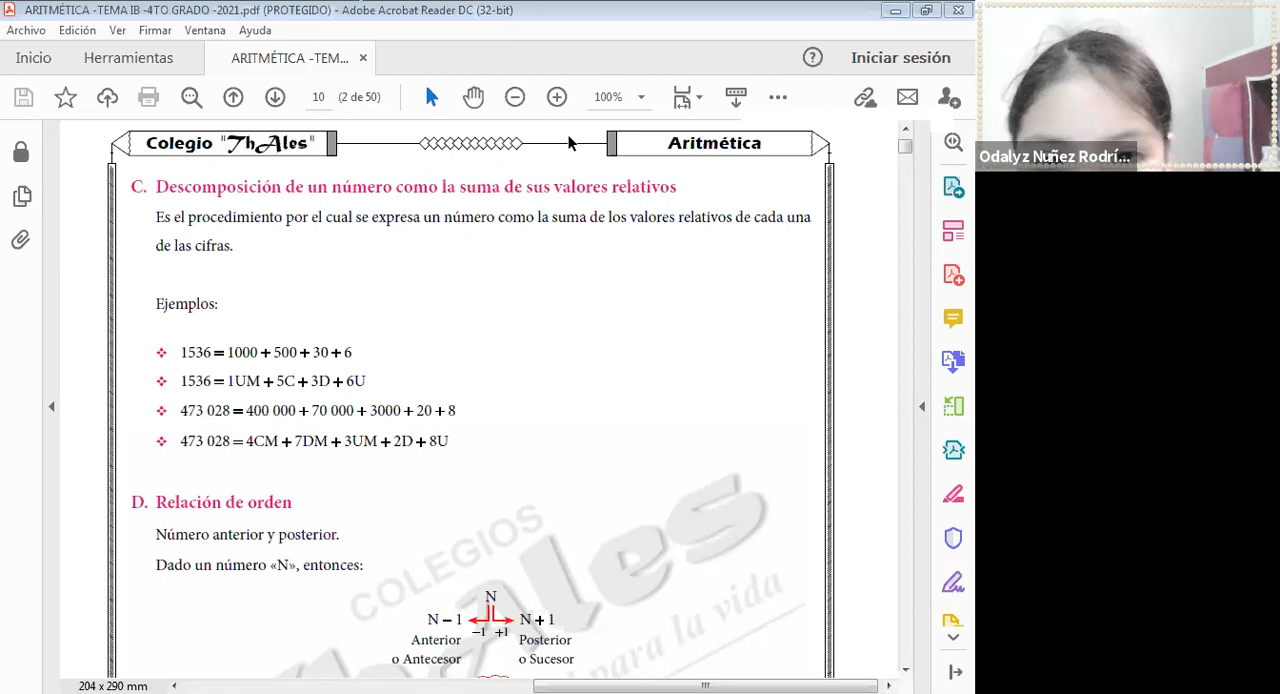 ARITMÉTICA -TEMA IB -4TO GRADO -2021.pdf (PROTEGIDO) - Adobe Acrobat Reader DC (32-bit)
Archivo Edición Ver Firmar Ventana Ayuda
Inicio Herramientas ARITMÉTICA -TEM... × Iniciar sesión
10 (2 de 50) 100%
Colegio "ThAles" Aritmética
C. Descomposición de un número como la suma de sus valores relativos
Es el procedimiento por el cual se expresa un número como la suma de los valores relativos de cada una
de las cifras.
Ejemplos:
❖ 1536 = 1000 + 500 + 30 + 6
❖ 1536 = 1UM + 5C + 3D + 6U
❖ 473 028 = 400 000 + 70 000 + 3000 + 20 + 8
❖ 473 028 = 4CM + 7DM + 3UM + 2D + 8U
D. Relación de orden
Número anterior y posterior.
Dado un número «N», entonces:
N
N − 1 N + 1
−1 +1
Anterior Posterior
o Antecesor o Sucesor
COLEGIOS
ThAles
para la vida
204 x 290 mm
Odalyz Nuñez Rodrí...